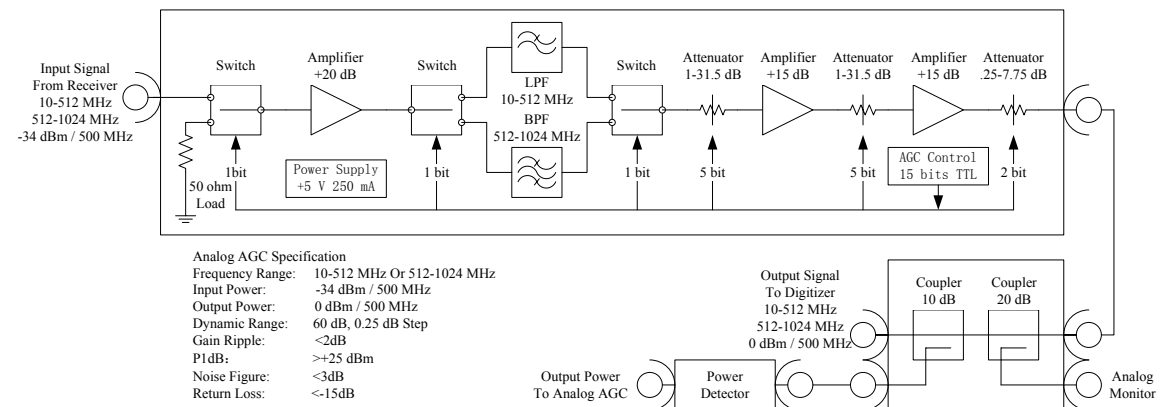 Input Signal
From Receiver
10-512 MHz
512-1024 MHz
-34 dBm / 500 MHz
50 ohm
Load
Switch
1bit
Amplifier
+20 dB
Power Supply
+5 V 250 mA
Switch
1 bit
LPF
10-512 MHz
BPF
512-1024 MHz
Switch
1 bit
Attenuator
1-31.5 dB
5 bit
Amplifier
+15 dB
Attenuator
1-31.5 dB
5 bit
Amplifier
+15 dB
AGC Control
15 bits TTL
Attenuator
.25-7.75 dB
2 bit
Analog AGC Specification
Frequency Range: 10-512 MHz Or 512-1024 MHz
Input Power: -34 dBm / 500 MHz
Output Power: 0 dBm / 500 MHz
Dynamic Range: 60 dB, 0.25 dB Step
Gain Ripple: <2dB
P1dB： >+25 dBm
Noise Figure: <3dB
Return Loss: <-15dB
Output Signal
To Digitizer
10-512 MHz
512-1024 MHz
0 dBm / 500 MHz
Coupler
10 dB
Coupler
20 dB
Output Power
To Analog AGC
Power
Detector
Analog
Monitor